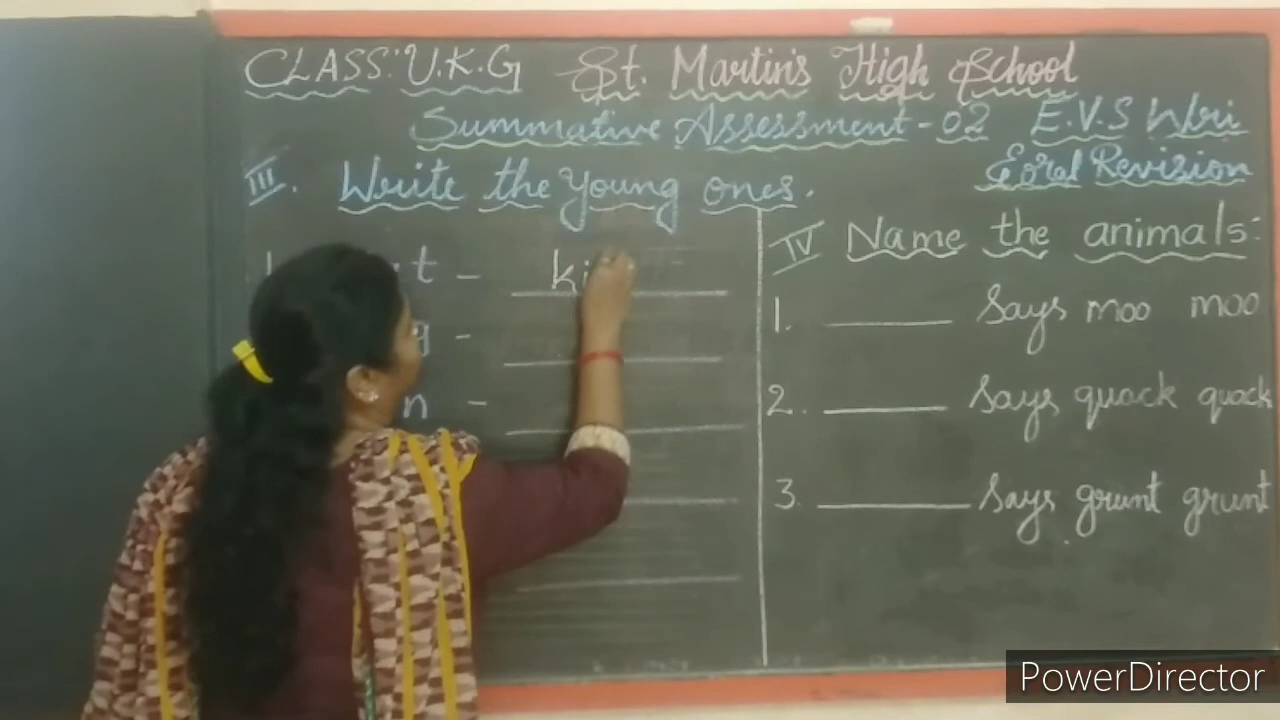 CLASS: U.K.G St. Martin's High School
Summative Assessment-02 E.V.S Wri
Revision
III. Write the young ones.
t - ki
g -
n -
IV Name the animals:
1. ______ Says moo moo
2. ______ Says quack quack
3. ______ Says grunt grunt
PowerDirector